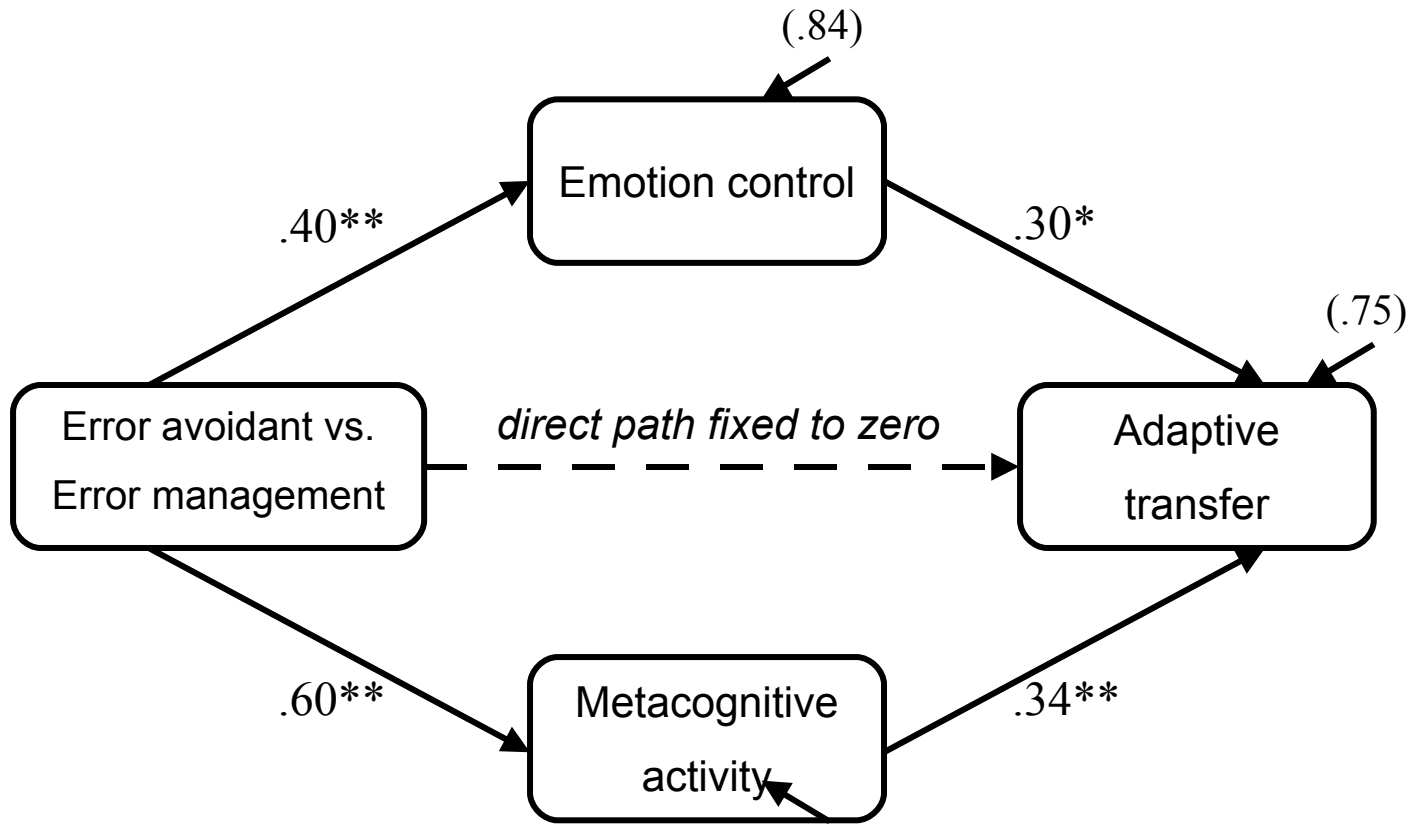 (.84)
Emotion control
.40**
.30*
(.75)
Error avoidant vs.
Error management
direct path fixed to zero
Adaptive
transfer
.60**
Metacognitive
activity
.34**